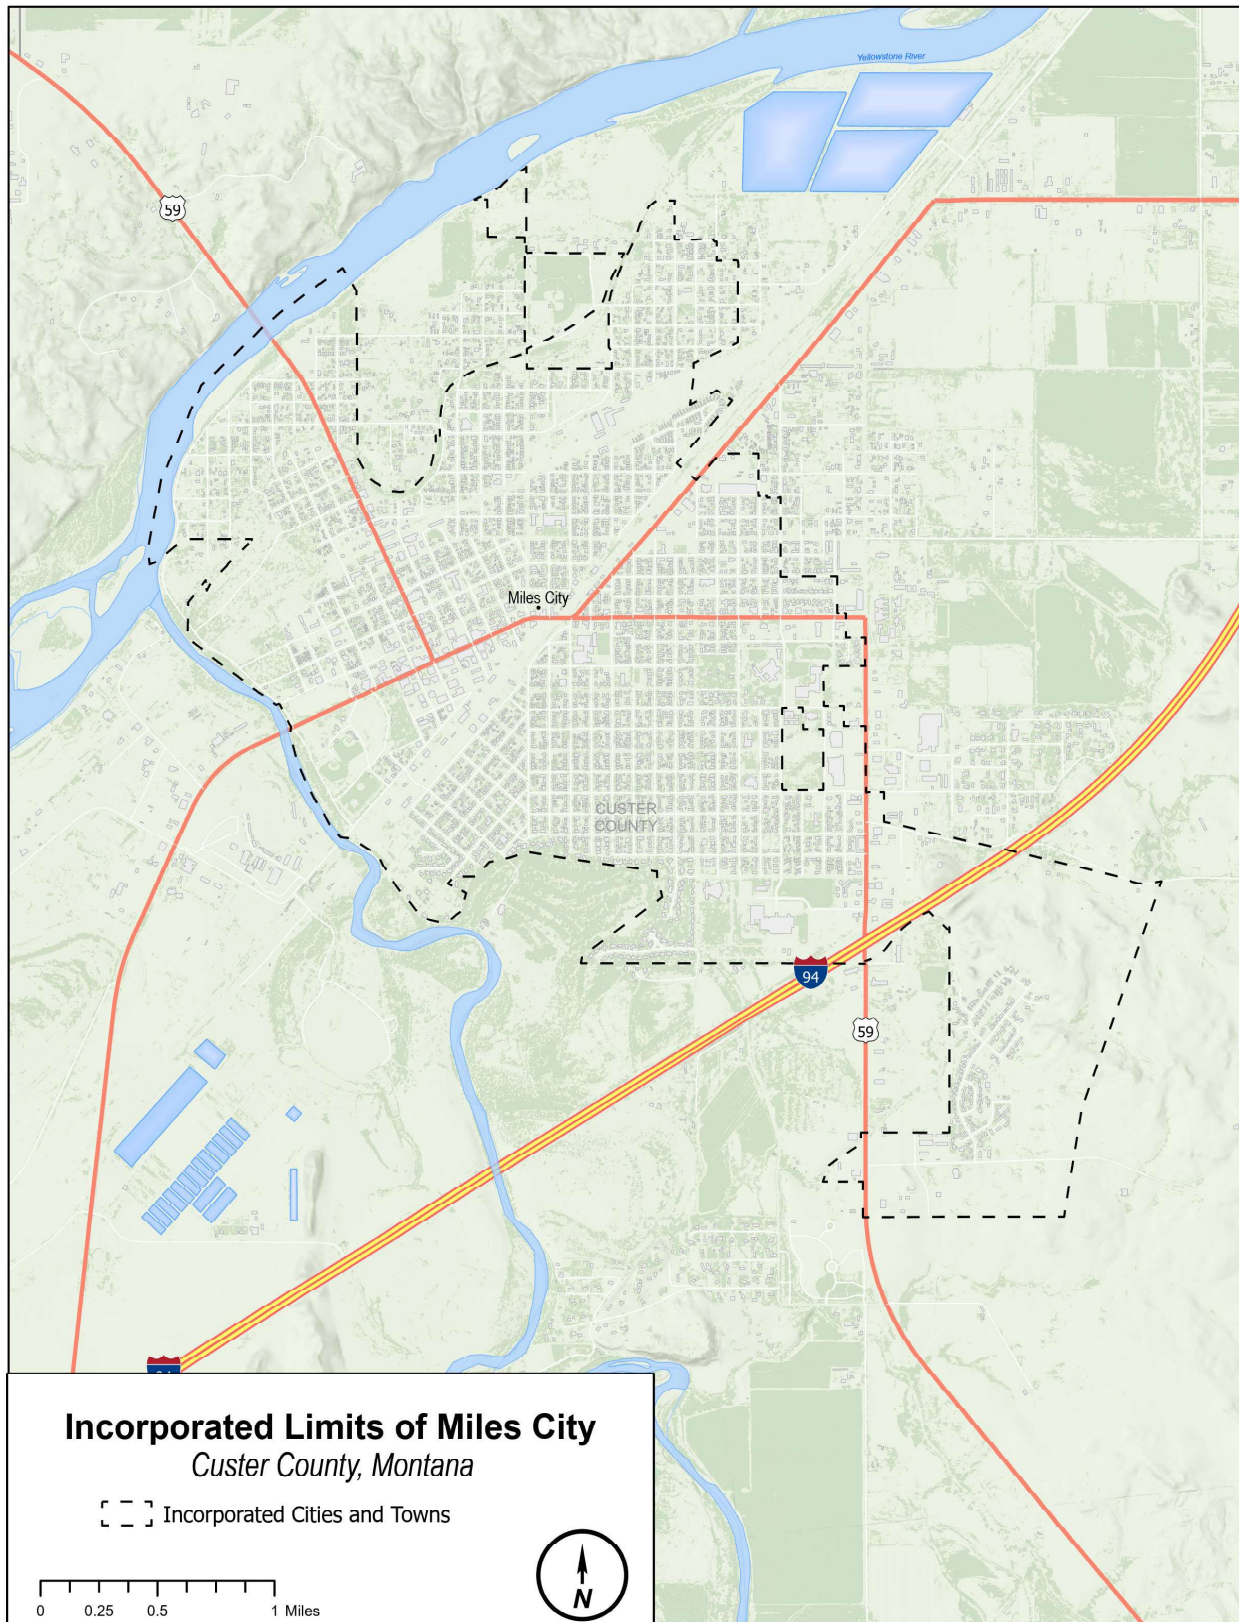 Yellowstone River
59
Miles City
CUSTER
COUNTY
94
59
Incorporated Limits of Miles City
Custer County, Montana
Incorporated Cities and Towns
0 0.25 0.5 1 Miles
N